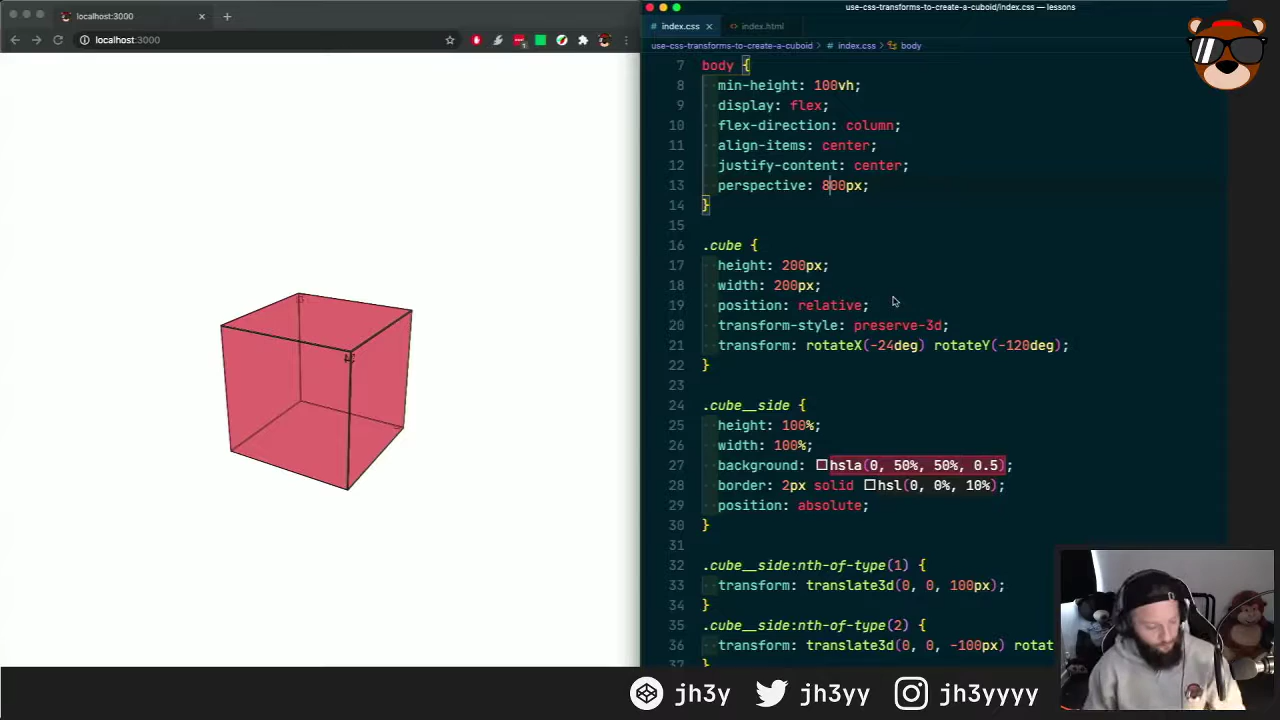 localhost:3000
localhost:3000
use-css-transforms-to-create-a-cuboid/index.css — lessons
index.css
index.html
use-css-transforms-to-create-a-cuboid > index.css > body
7 body {
8 min-height: 100vh;
9 display: flex;
10 flex-direction: column;
11 align-items: center;
12 justify-content: center;
13 perspective: 800px;
14 }
15
16 .cube {
17 height: 200px;
18 width: 200px;
19 position: relative;
20 transform-style: preserve-3d;
21 transform: rotateX(-24deg) rotateY(-120deg);
22 }
23
24 .cube__side {
25 height: 100%;
26 width: 100%;
27 background: hsla(0, 50%, 50%, 0.5);
28 border: 2px solid hsl(0, 0%, 10%);
29 position: absolute;
30 }
31
32 .cube__side:nth-of-type(1) {
33 transform: translate3d(0, 0, 100px);
34 }
35 .cube__side:nth-of-type(2) {
36 transform: translate3d(0, 0, -100px) rotat
37 }
jh3y jh3yy jh3yyyy